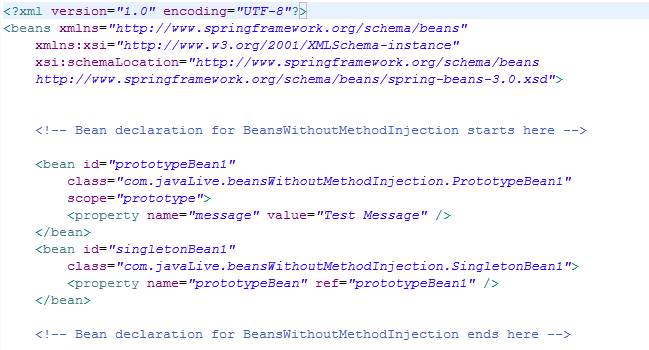 <?xml version="1.0" encoding="UTF-8"?>
<beans xmlns="http://www.springframework.org/schema/beans"
xmlns:xsi="http://www.w3.org/2001/XMLSchema-instance"
xsi:schemaLocation="http://www.springframework.org/schema/beans
http://www.springframework.org/schema/beans/spring-beans-3.0.xsd">
<!-- Bean declaration for BeansWithoutMethodInjection starts here -->
<bean id="prototypeBean1"
class="com.javaLive.beansWithoutMethodInjection.PrototypeBean1"
scope="prototype">
<property name="message" value="Test Message" />
</bean>
<bean id="singletonBean1"
class="com.javaLive.beansWithoutMethodInjection.SingletonBean1">
<property name="prototypeBean" ref="prototypeBean1" />
</bean>
<!-- Bean declaration for BeansWithoutMethodInjection ends here -->